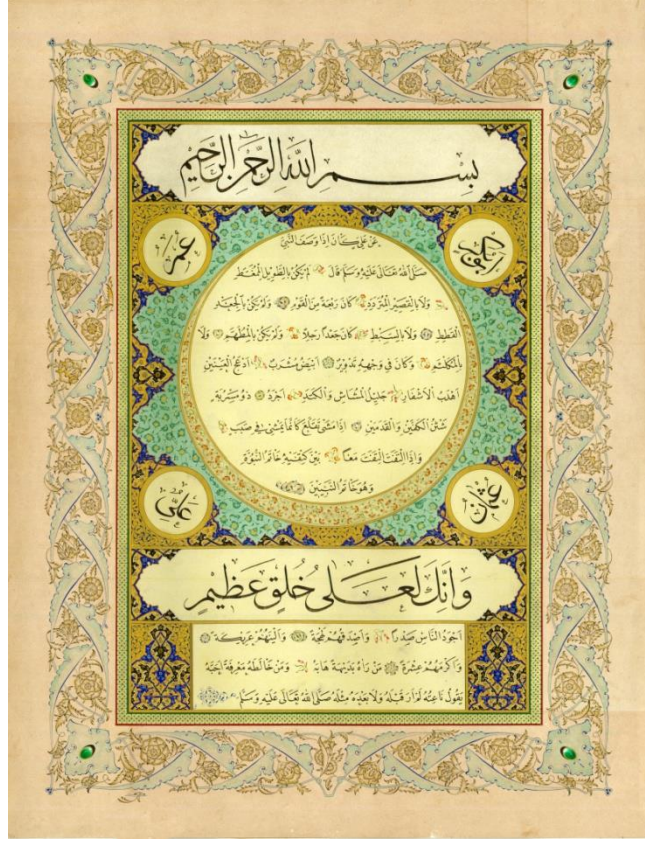 بسم الله الرحمن الرحيم
ابوبكر
عمر
عن علي كان اذا وصف النبي
صلى الله تعالى عليه وسلم قال لم يكن بالطويل الممغط
ولا بالقصير المتردد كان ربعة من القوم ولم يكن بالجعد
القطط ولا بالسبط كان جعدا رجلا ولم يكن بالمطهم ولا
بالمكلثم وكان في وجهه تدوير ابيض مشرب ادعج العينين
اهدب الاشفار جليل المشاش والكتد اجرد ذو مسربة
شثن الكفين والقدمين اذا مشى تقلع كانما يمشي في صبب
واذا التفت التفت معا بين كتفيه خاتم النبوة
وهو خاتم النبيين
عثمان
علي
وانك لعلى خلق عظيم
اجود الناس صدرا واصدقهم لهجة والينهم عريكة
واكرمهم عشرة من راه بديهة هابه ومن خالطه معرفة احبه
يقول ناعته لم ار قبله ولا بعده مثله صلى الله تعالى عليه وسلم